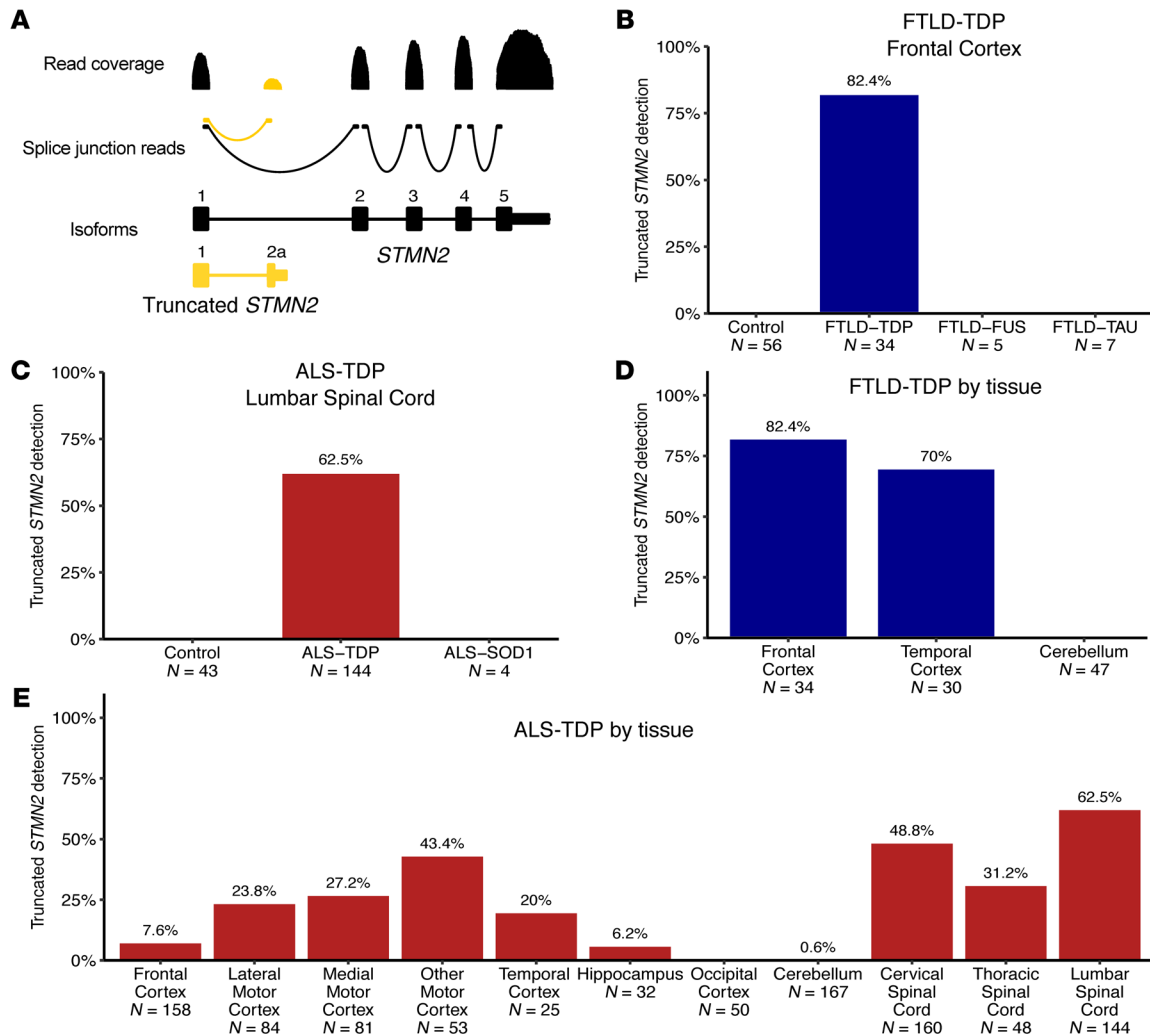 A
Read coverage
Splice junction reads
1 2 3 4 5
Isoforms
STMN2
1 2a
Truncated STMN2
B
FTLD-TDP
Frontal Cortex
Truncated STMN2 detection
100%
75%
50%
25%
0%
82.4%
Control
N = 56
FTLD–TDP
N = 34
FTLD–FUS
N = 5
FTLD–TAU
N = 7
C
ALS-TDP
Lumbar Spinal Cord
Truncated STMN2 detection
100%
75%
50%
25%
0%
62.5%
Control
N = 43
ALS–TDP
N = 144
ALS–SOD1
N = 4
D
FTLD-TDP by tissue
Truncated STMN2 detection
100%
75%
50%
25%
0%
82.4%
70%
Frontal
Cortex
N = 34
Temporal
Cortex
N = 30
Cerebellum
N = 47
E
ALS-TDP by tissue
Truncated STMN2 detection
100%
75%
50%
25%
0%
7.6%
23.8%
27.2%
43.4%
20%
6.2%
0.6%
48.8%
31.2%
62.5%
Frontal
Cortex
N = 158
Lateral
Motor
Cortex
N = 84
Medial
Motor
Cortex
N = 81
Other
Motor
Cortex
N = 53
Temporal
Cortex
N = 25
Hippocampus
N = 32
Occipital
Cortex
N = 50
Cerebellum
N = 167
Cervical
Spinal
Cord
N = 160
Thoracic
Spinal
Cord
N = 48
Lumbar
Spinal
Cord
N = 144